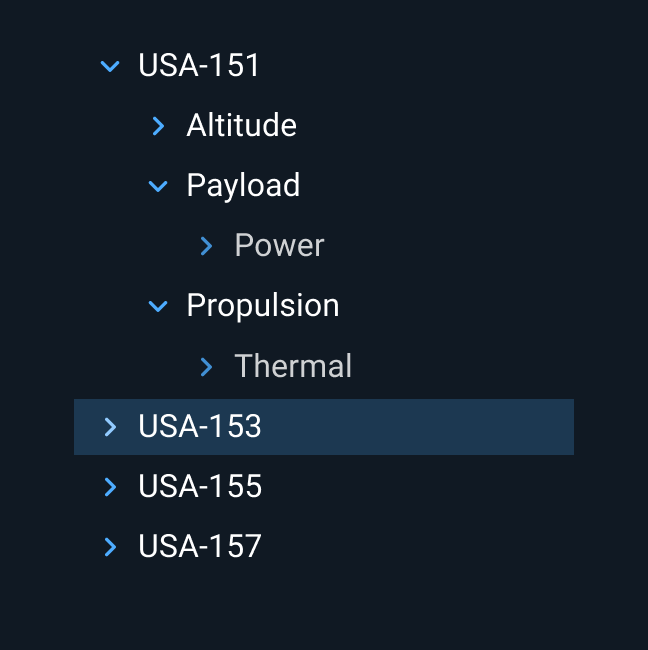 USA-151
Altitude
Payload
Power
Propulsion
Thermal
USA-153
USA-155
USA-157